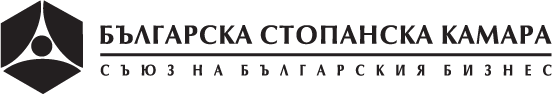 БЪЛГАРСКА СТОПАНСКА КАМАРА
СЪЮЗ НА БЪЛГАРСКИЯ БИЗНЕС